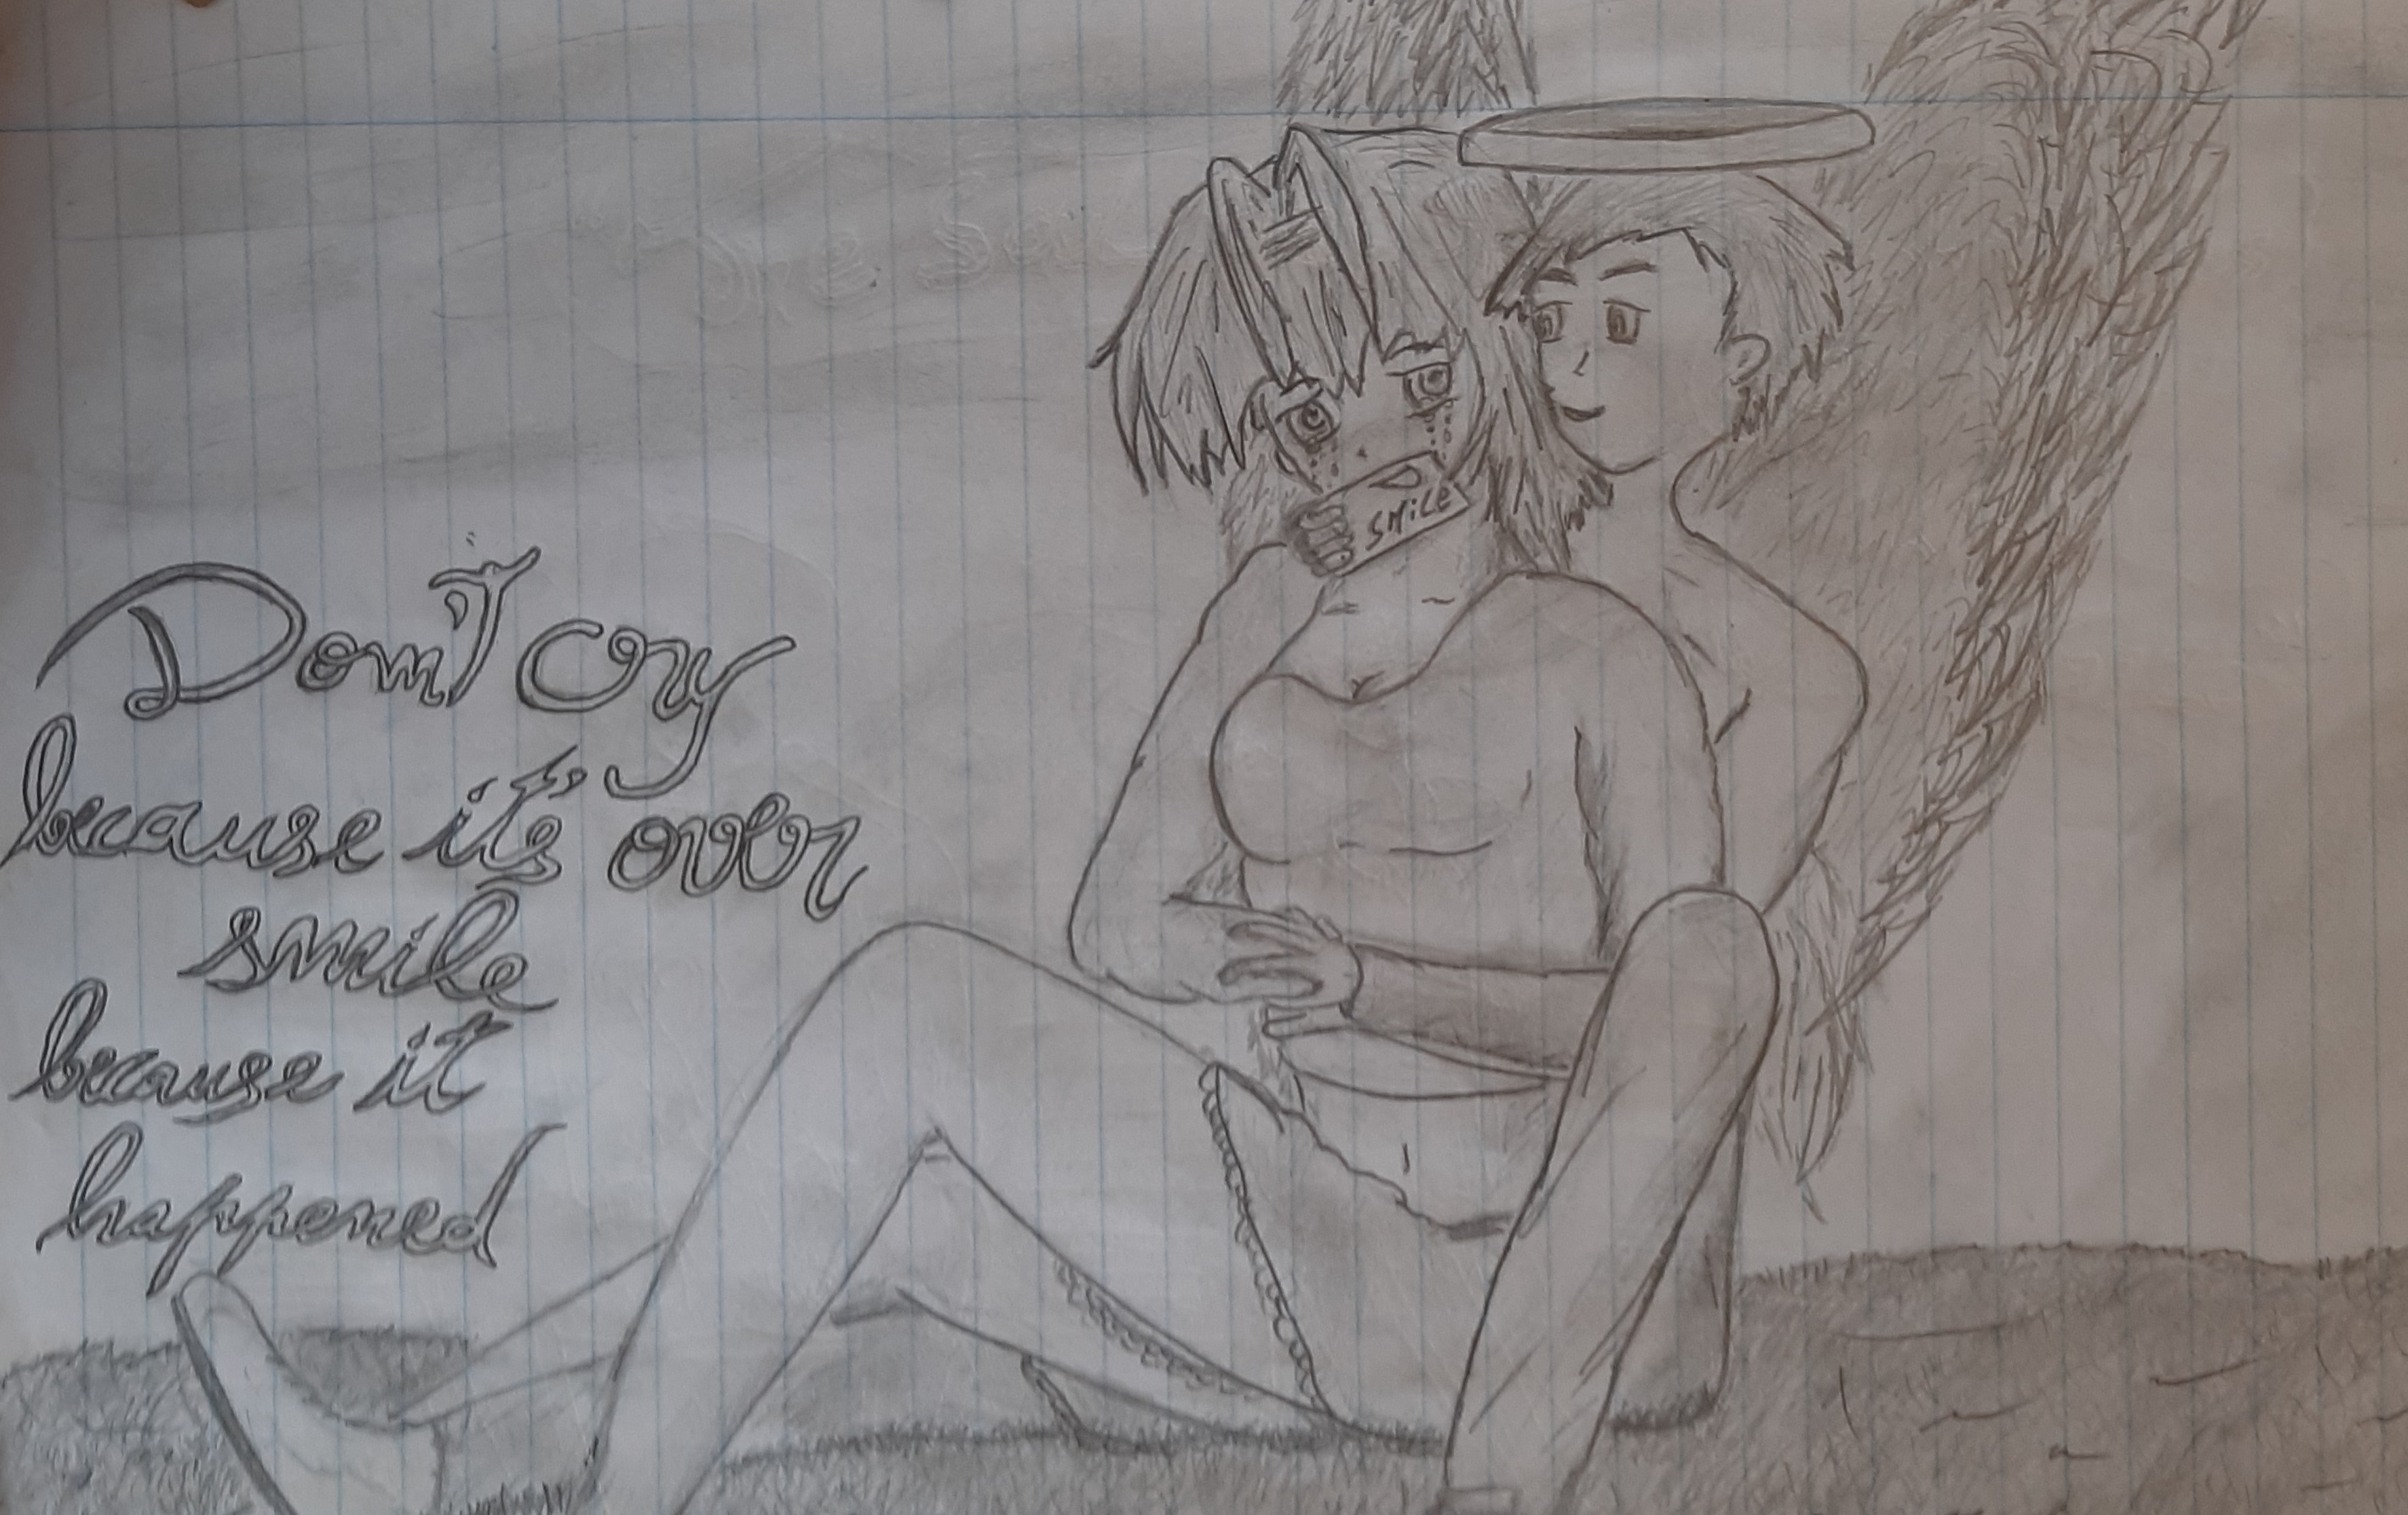 Don't cry
because it's over
smile
because it
happened
SMiLE